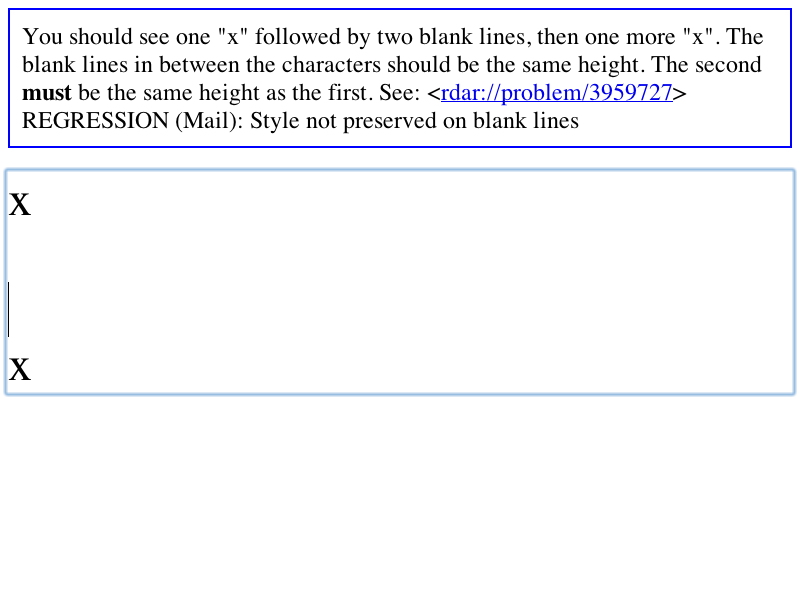 You should see one "x" followed by two blank lines, then one more "x". The
blank lines in between the characters should be the same height. The second
must be the same height as the first. See: <rdar://problem/3959727>
REGRESSION (Mail): Style not preserved on blank lines
x
x